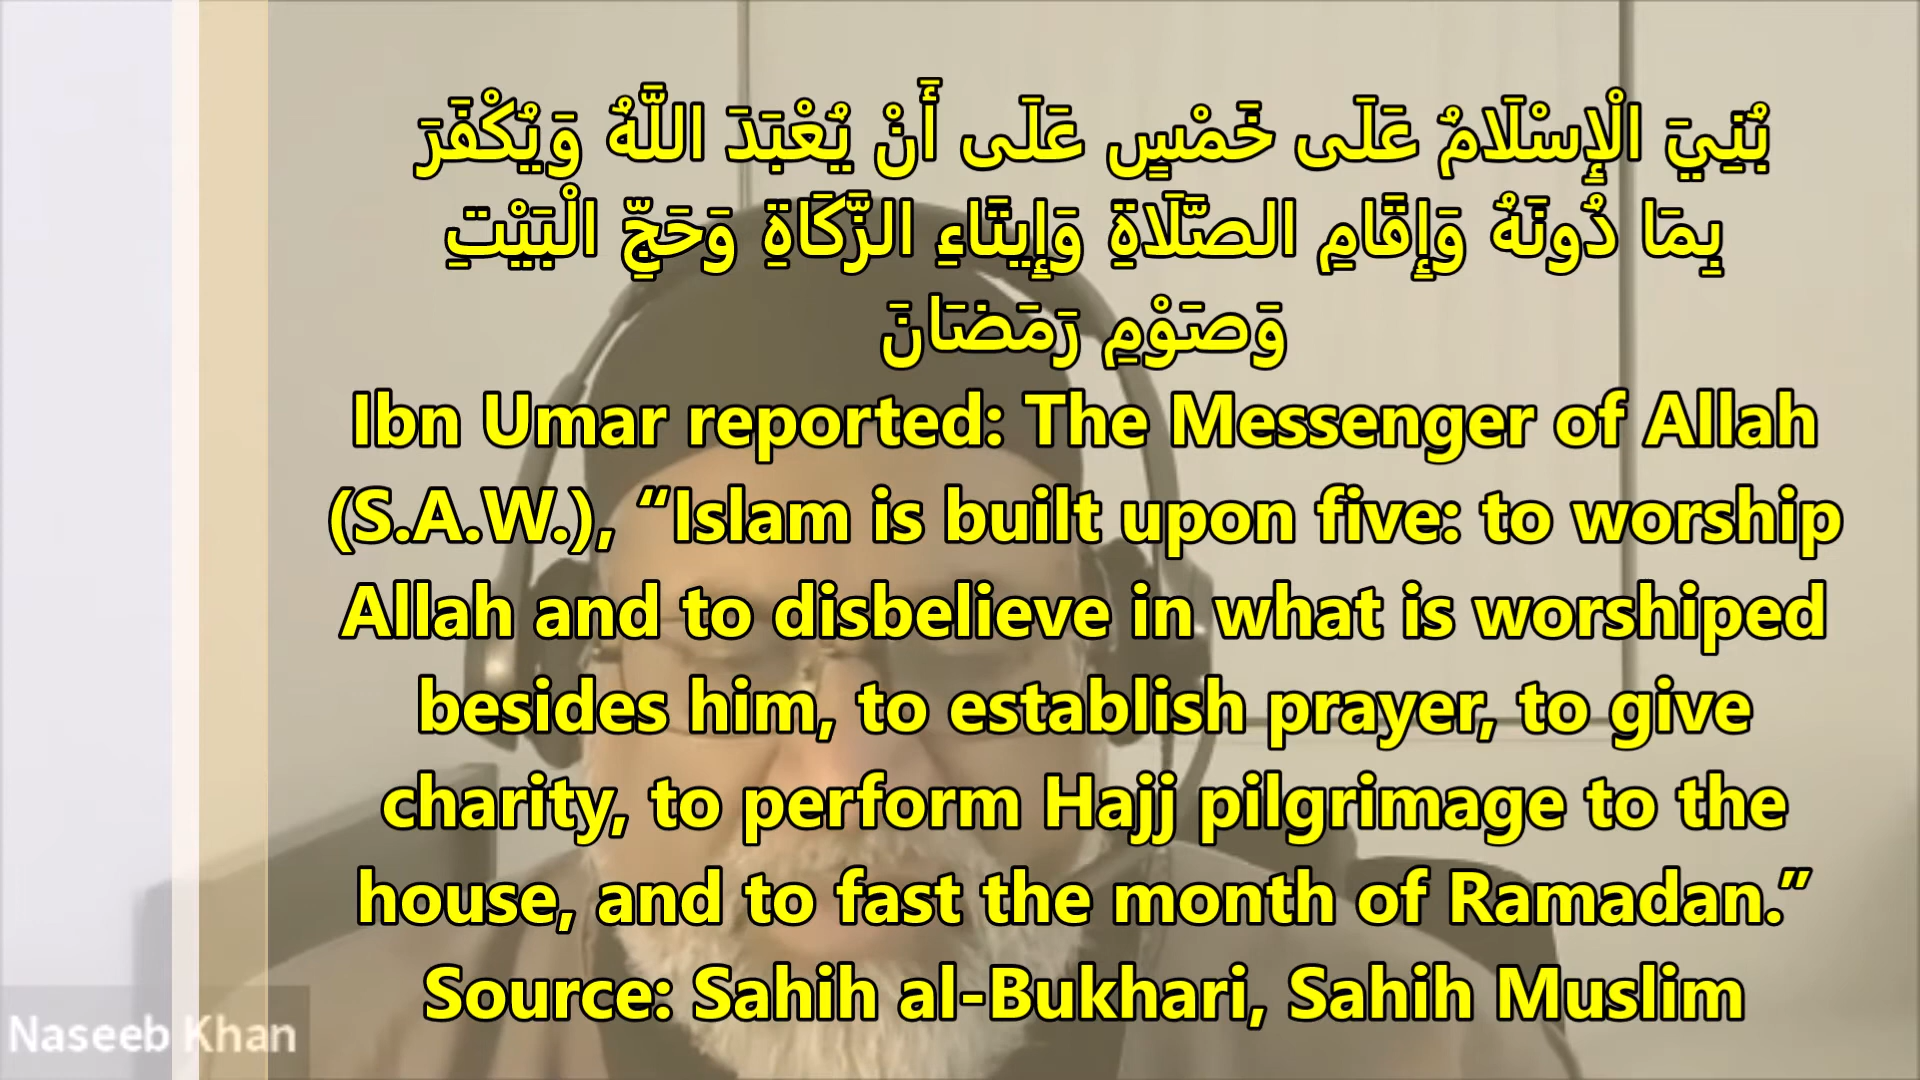 بُنِيَ الْإِسْلَامُ عَلَى خَمْسٍ عَلَى أَنْ يُعْبَدَ اللَّهُ وَيُكْفَرَ
بِمَا دُونَهُ وَإِقَامِ الصَّلَاةِ وَإِيتَاءِ الزَّكَاةِ وَحَجِّ الْبَيْتِ
وَصَوْمِ رَمَضَانَ
Ibn Umar reported: The Messenger of Allah
(S.A.W.), “Islam is built upon five: to worship
Allah and to disbelieve in what is worshiped
besides him, to establish prayer, to give
charity, to perform Hajj pilgrimage to the
house, and to fast the month of Ramadan.”
Source: Sahih al-Bukhari, Sahih Muslim
Naseeb Khan